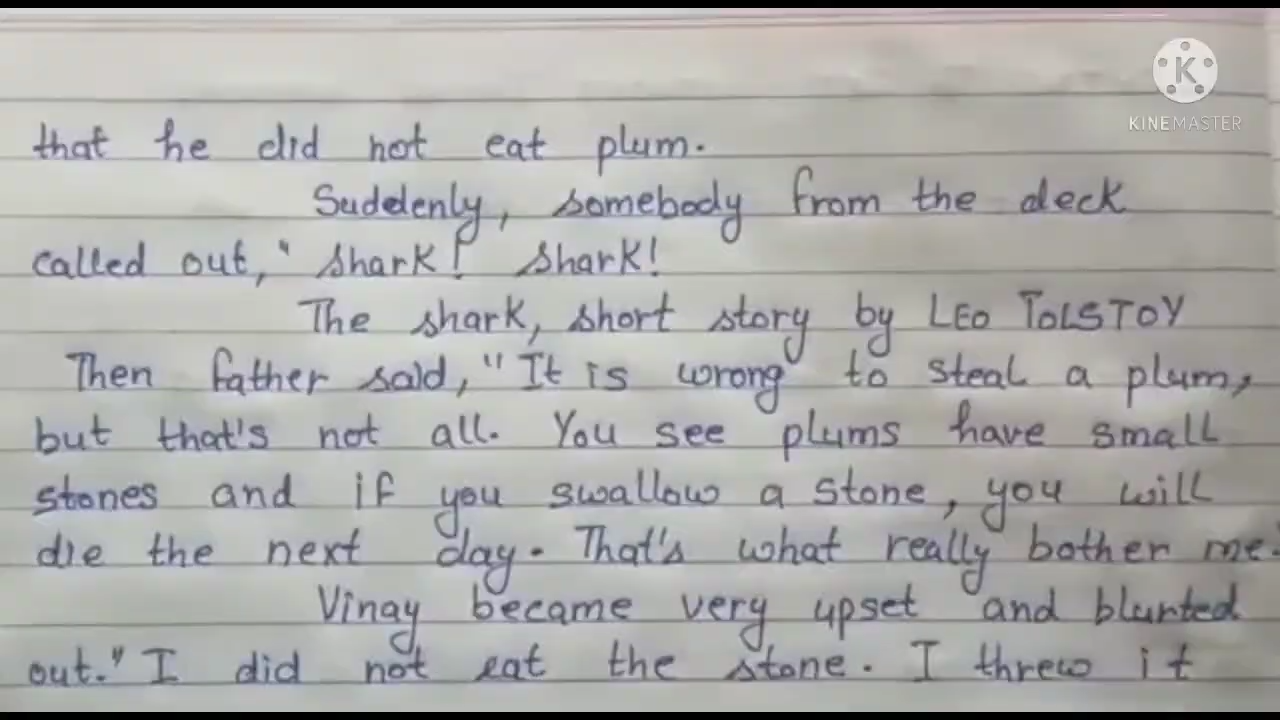 KINEMASTER
that he did not eat plum.
Suddenly, somebody from the deck
called out," shark! shark!
The shark, short story by LEO TOLSTOY
Then father said, "It is wrong to steal a plum,
but that's not all. You see plums have small
stones and if you swallow a stone, you will
die the next day. That's what really bother me.
Vinay became very upset and blurted
out." I did not eat the stone. I threw it